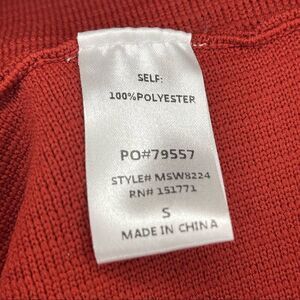 SELF:
100%POLYESTER
PO#79557
STYLE# MSW8224
RN# 151771
S
MADE IN CHINA